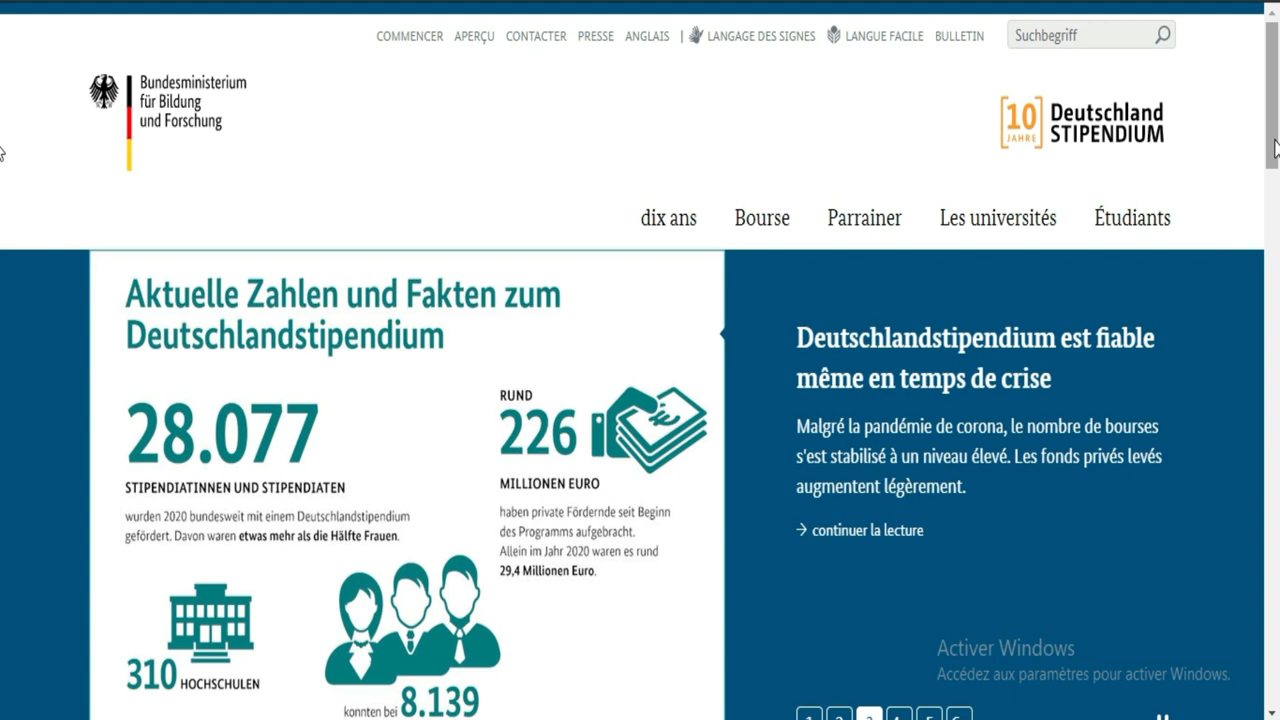 COMMENCER APERÇU CONTACTER PRESSE ANGLAIS | LANGAGE DES SIGNES LANGUE FACILE BULLETIN Suchbegriff
Bundesministerium
für Bildung
und Forschung
10
JAHRE
Deutschland
STIPENDIUM
dix ans Bourse Parrainer Les universités Étudiants
Aktuelle Zahlen und Fakten zum
Deutschlandstipendium
28.077
STIPENDIATINNEN UND STIPENDIATEN
wurden 2020 bundesweit mit einem Deutschlandstipendium
gefördert. Davon waren etwas mehr als die Hälfte Frauen.
RUND
226
MILLIONEN EURO
haben private Fördernde seit Beginn
des Programms aufgebracht.
Allein im Jahr 2020 waren es rund
29,4 Millionen Euro.
310 HOCHSCHULEN
konnten bei 8.139
Deutschlandstipendium est fiable
même en temps de crise
Malgré la pandémie de corona, le nombre de bourses
s'est stabilisé à un niveau élevé. Les fonds privés levés
augmentent légèrement.
→ continuer la lecture
Activer Windows
Accédez aux paramètres pour activer Windows.
1 2 3 4 5 6